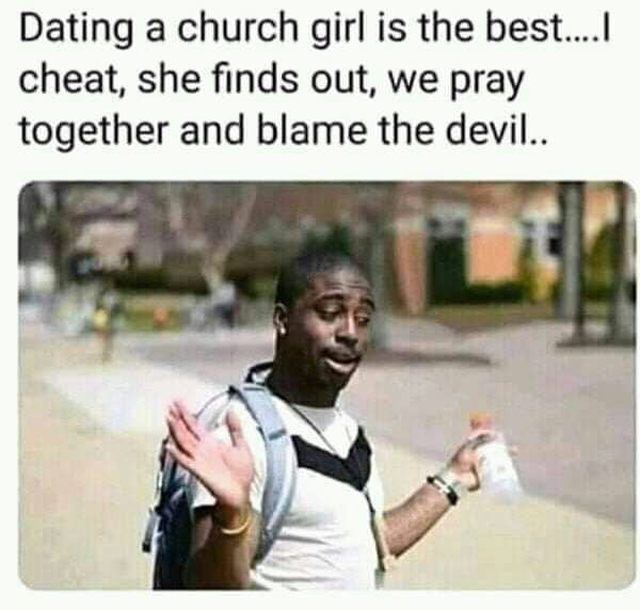 Dating a church girl is the best....I
cheat, she finds out, we pray
together and blame the devil..